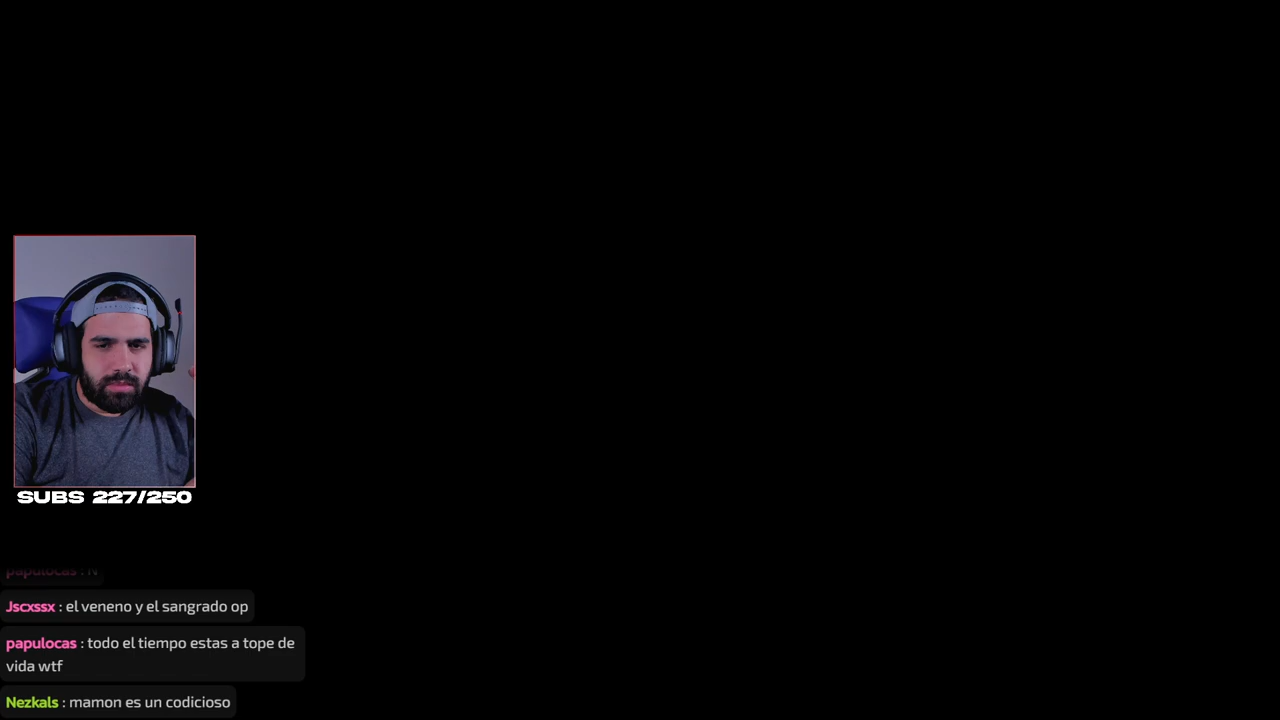 SUBS 227/250
papulocas : N
Jscxssx : el veneno y el sangrado op
papulocas : todo el tiempo estas a tope de
vida wtf
Nezkals : mamon es un codicioso